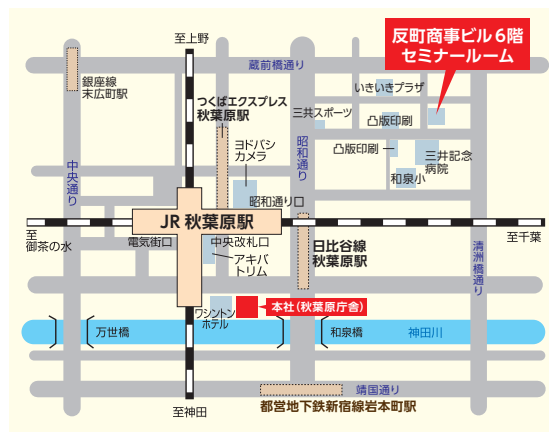 至上野
反町商事ビル6階
セミナールーム
蔵前橋通り
銀座線
末広町駅
つくばエクスプレス
秋葉原駅
いきいきプラザ
三共スポーツ
凸版印刷
ヨドバシ
カメラ
昭和通り
凸版印刷
三井記念
病院
中央通り
和泉小
昭和通り口
JR 秋葉原駅
至
御茶の水
電気街口
中央改札口
日比谷線
秋葉原駅
至千葉
清洲橋通り
アキバ
トリム
本社(秋葉原庁舎)
ワシントン
ホテル
万世橋
和泉橋
神田川
靖国通り
至神田
都営地下鉄新宿線岩本町駅